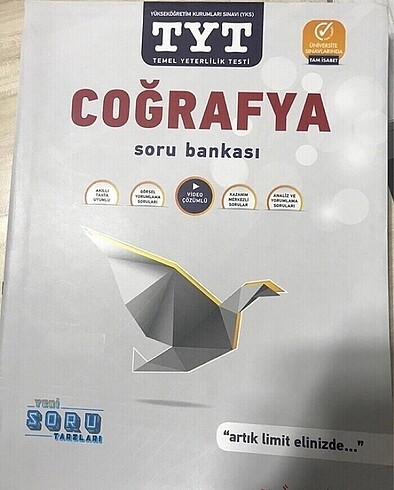 YÜKSEKÖĞRETİM KURUMLARI SINAVI (YKS)
TYT
TEMEL YETERLİLİK TESTİ
ÜNİVERSİTE
SINAVLARINDA
TAM İSABET
COĞRAFYA
soru bankası
AKILLI
TAHTA
UYUMLU
GÖRSEL
YORUMLAMA
SORULARI
VİDEO
ÇÖZÜMLÜ
KAZANIM
MERKEZLİ
SORULAR
ANALİZ VE
YORUMLAMA
SORULARI
yeni
SORU
TARZLARI
"artık limit elinizde..."